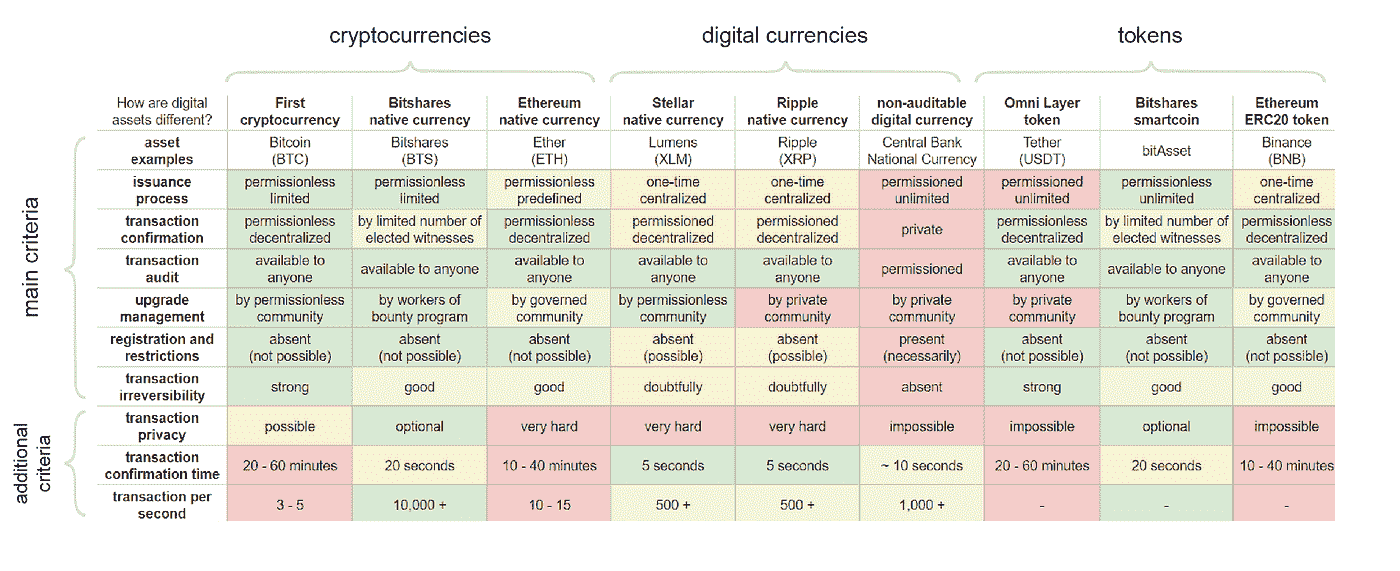 cryptocurrencies digital currencies tokens
How are digital assets different? First cryptocurrency Bitshares native currency Ethereum native currency Stellar native currency Ripple native currency non-auditable digital currency Omni Layer token Bitshares smartcoin Ethereum ERC20 token
main criteria
asset examples Bitcoin (BTC) Bitshares (BTS) Ether (ETH) Lumens (XLM) Ripple (XRP) Central Bank National Currency Tether (USDT) bitAsset Binance (BNB)
issuance process permissionless limited permissionless limited permissionless predefined one-time centralized one-time centralized permissioned unlimited permissioned unlimited permissionless unlimited one-time centralized
transaction confirmation permissionless decentralized by limited number of elected witnesses permissionless decentralized permissioned decentralized permissioned decentralized private permissionless decentralized by limited number of elected witnesses permissionless decentralized
transaction audit available to anyone available to anyone available to anyone available to anyone available to anyone permissioned available to anyone available to anyone available to anyone
upgrade management by permissionless community by workers of bounty program by governed community by permissionless community by private community by private community by private community by workers of bounty program by governed community
registration and restrictions absent (not possible) absent (not possible) absent (not possible) absent (possible) absent (possible) present (necessarily) absent (not possible) absent (not possible) absent (not possible)
transaction irreversibility strong good good doubtfully doubtfully absent strong good good
additional criteria
transaction privacy possible optional very hard very hard very hard impossible impossible optional impossible
transaction confirmation time 20 - 60 minutes 20 seconds 10 - 40 minutes 5 seconds 5 seconds ~ 10 seconds 20 - 60 minutes 20 seconds 10 - 40 minutes
transaction per second 3 - 5 10,000 + 10 - 15 500 + 500 + 1,000 + - - -